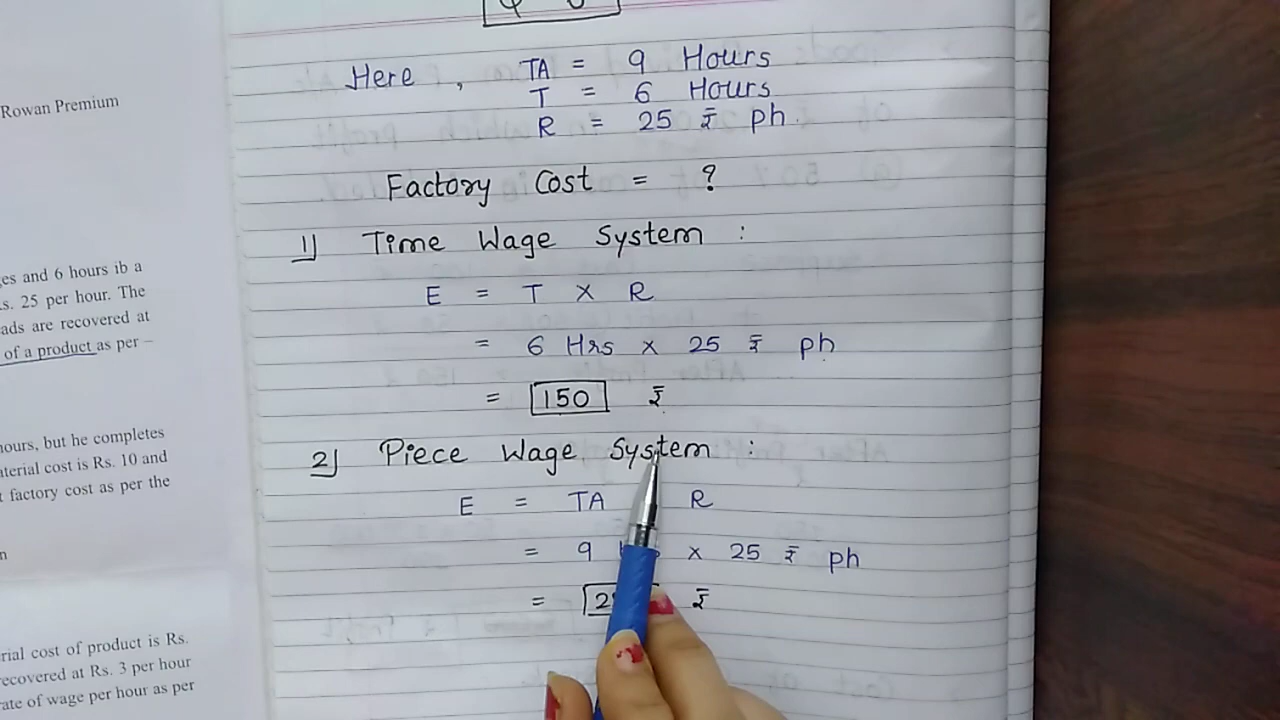 Rowan Premium
es and 6 hours ib a
s. 25 per hour. The
ads are recovered at
of a product as per –
ours, but he completes
aterial cost is Rs. 10 and
factory cost as per the
n
rial cost of product is Rs.
ecovered at Rs. 3 per hour
ate of wage per hour as per
Here , TA = 9 Hours
T = 6 Hours
R = 25 ₹ ph.
Factory Cost = ?
1) Time Wage System :
E = T × R
= 6 Hrs × 25 ₹ ph
= 150 ₹
2) Piece Wage System :
E = TA R
= 9 × 25 ₹ ph
= ₹